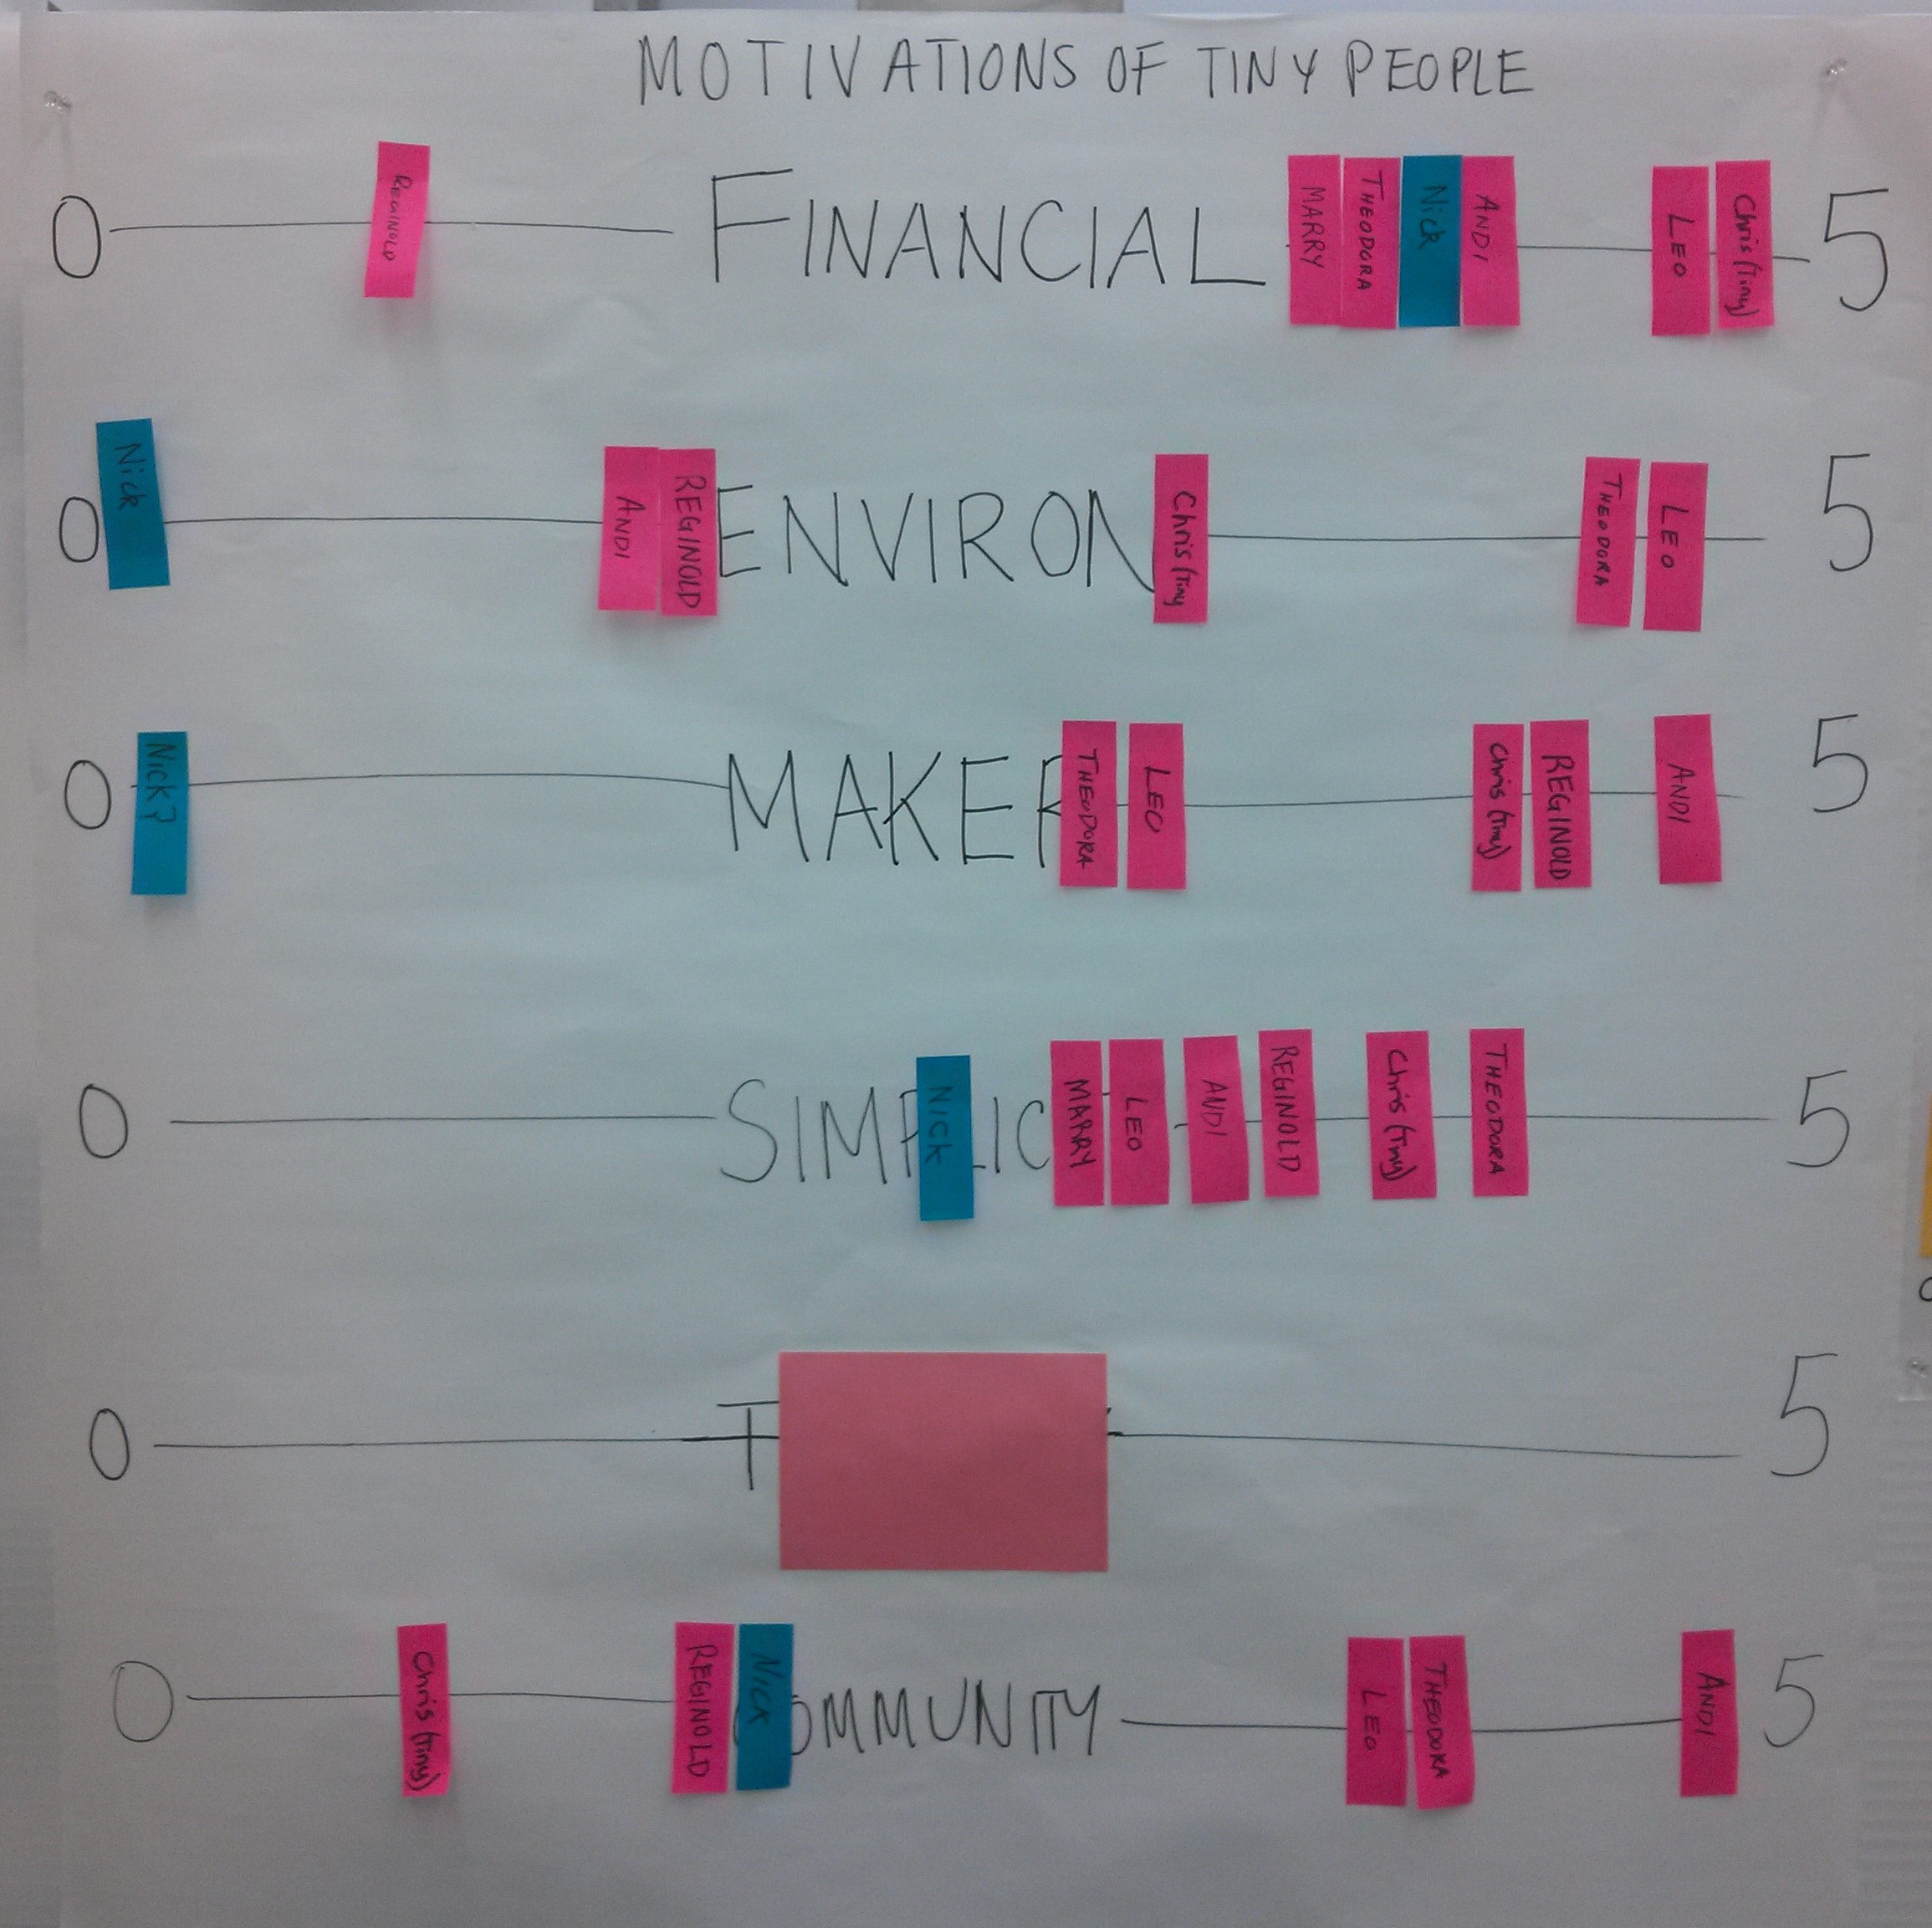 MOTIVATIONS OF TINY PEOPLE
0 REGINOLD FINANCIAL MARRY THEODORA Nick ANDI LEO Chris (Tiny) 5
0 Nick ANDI REGINOLD ENVIRON Chris (Tiny 5 THEODORA LEO
0 Nick? MAKER THEODORA LEO Chris (Tiny) REGINOLD ANDI 5
0 SIMP NICK LIC MARRY LEO ANDI REGINOLD Chris (Tiny) THEODORA 5
0 T 5
0 Chris (Tiny) REGINOLD NICK COMMUNITY LEO THEODORA ANDI 5